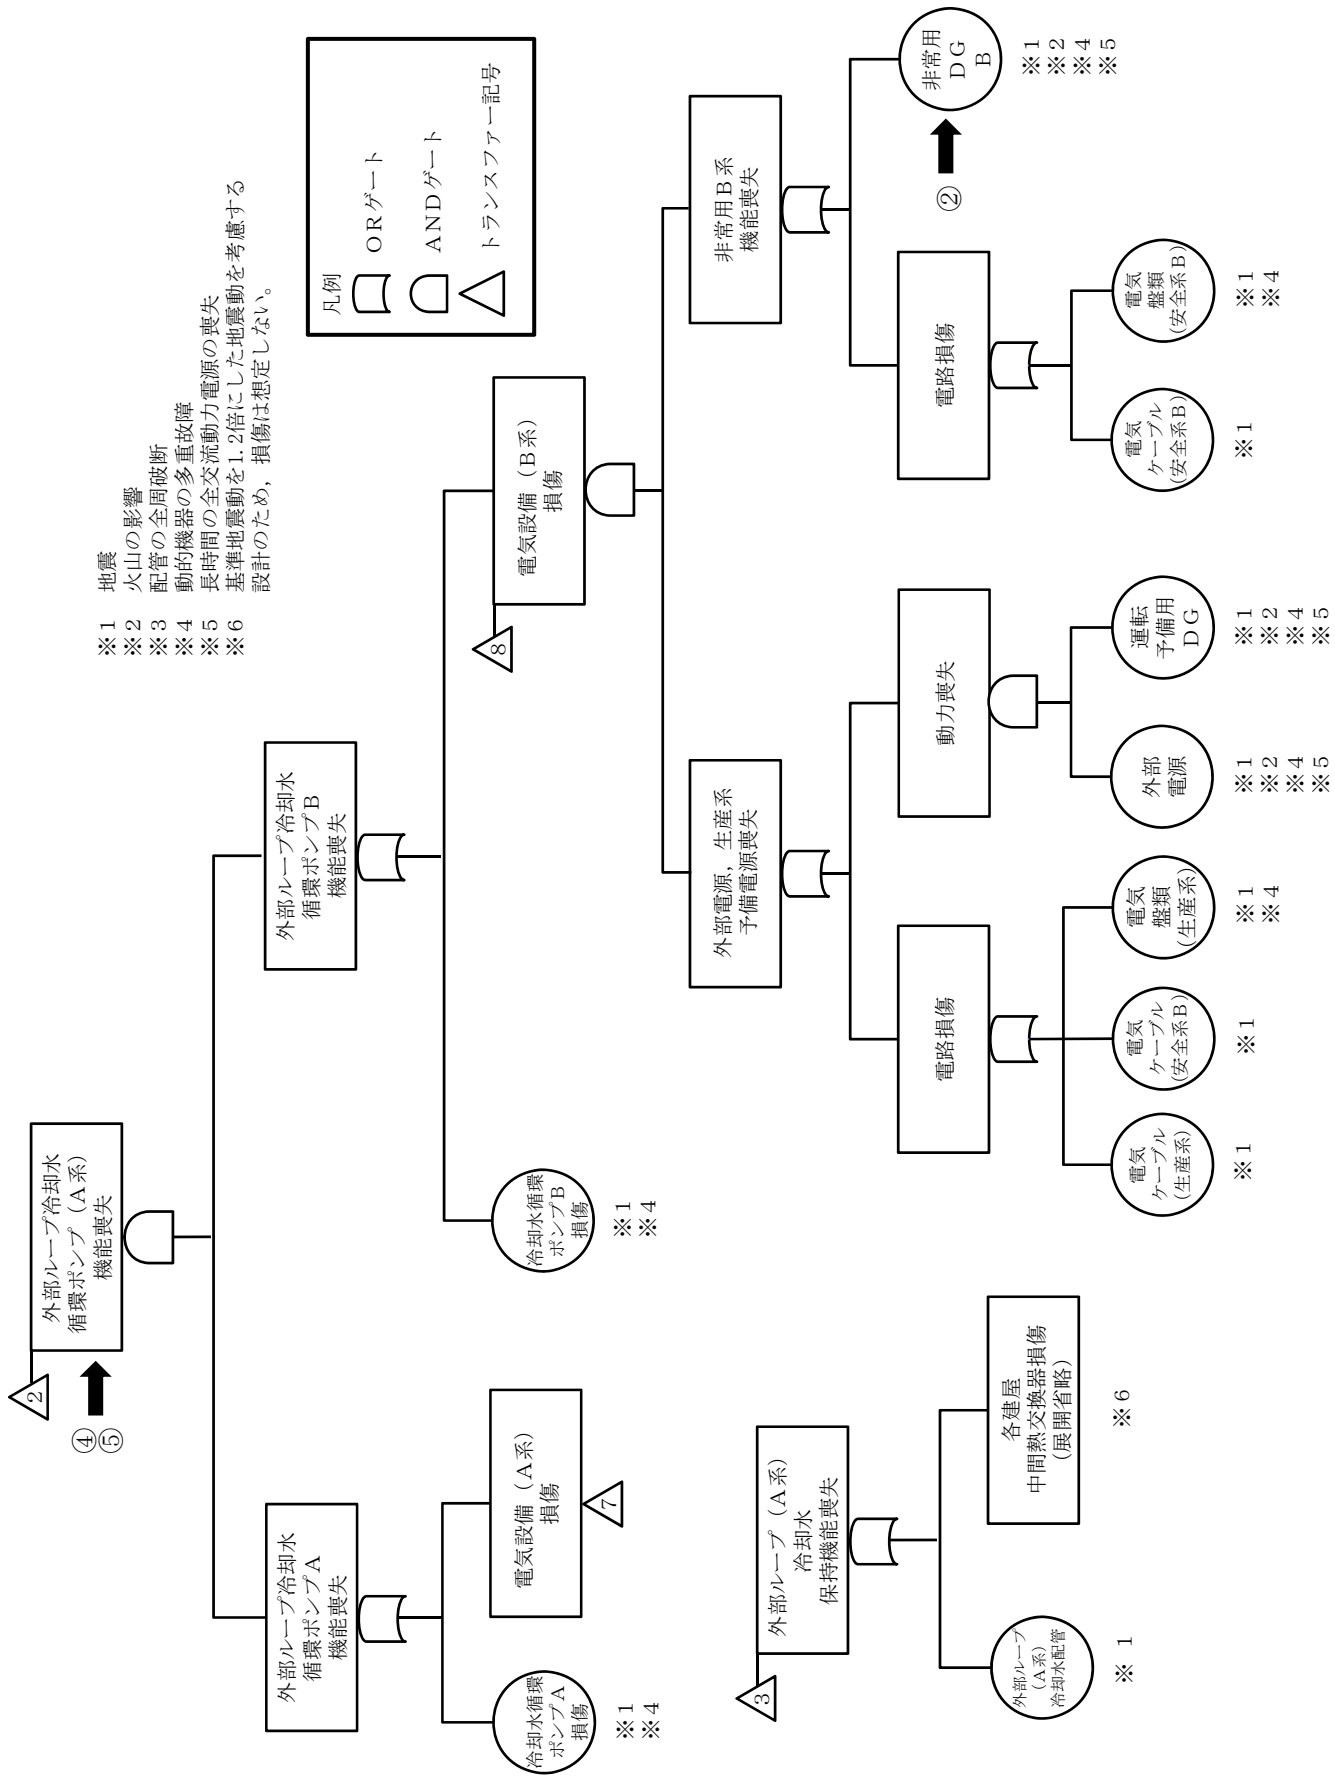 2
外部ループ冷却水
循環ポンプ（A系）
機能喪失
④
⑤
外部ループ冷却水
循環ポンプA
機能喪失
冷却水循環
ポンプA
損傷
※1
※4
電気設備（A系）
損傷
7
外部ループ冷却水
循環ポンプB
機能喪失
冷却水循環
ポンプB
損傷
※1
※4
8
電気設備（B系）
損傷
外部電源，生産系
予備電源喪失
電路損傷
電気
ケーブル
(生産系)
※1
電気
ケーブル
(安全系B)
※1
電気
盤類
(生産系)
※1
※4
動力喪失
外部
電源
※1
※2
※4
※5
運転
予備用
DG
※1
※2
※4
※5
非常用B系
機能喪失
電路損傷
電気
ケーブル
(安全系B)
※1
電気
盤類
(安全系B)
※1
※4
②
非常用
DG
B
※1
※2
※4
※5
3
外部ループ（A系）
冷却水
保持機能喪失
外部ループ
(A系)
冷却水配管
※1
各建屋
中間熱交換器損傷
(展開省略)
※6
※1 地震
※2 火山の影響
※3 配管の全周破断
※4 動的機器の多重故障
※5 長時間の全交流動力電源の喪失
※6 基準地震動を1.2倍にした地震動を考慮する
設計のため，損傷は想定しない。
凡例
ORゲート
ANDゲート
トランスファー記号